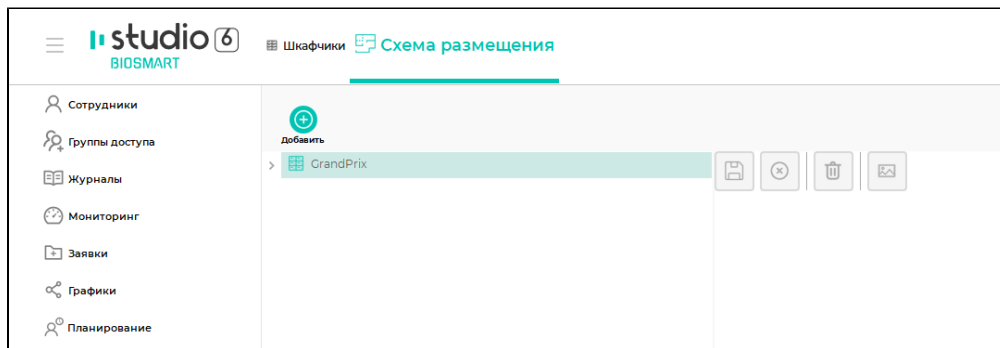 studio 6
BIOSMART
Шкафчики
Схема размещения
Сотрудники
Группы доступа
Журналы
Мониторинг
Заявки
Графики
Планирование
Добавить
GrandPrix